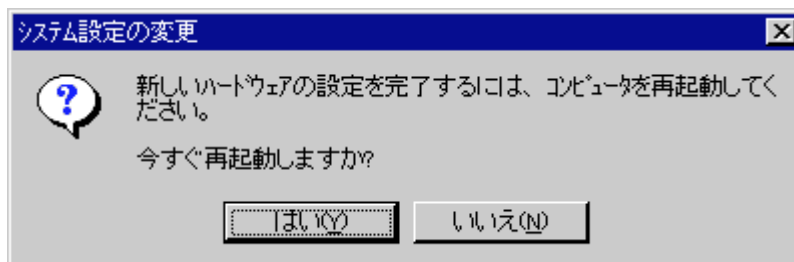 システム設定の変更
新しいハードウェアの設定を完了するには、コンピュータを再起動してく
ださい。
今すぐ再起動しますか?
はい(Y)
いいえ(N)